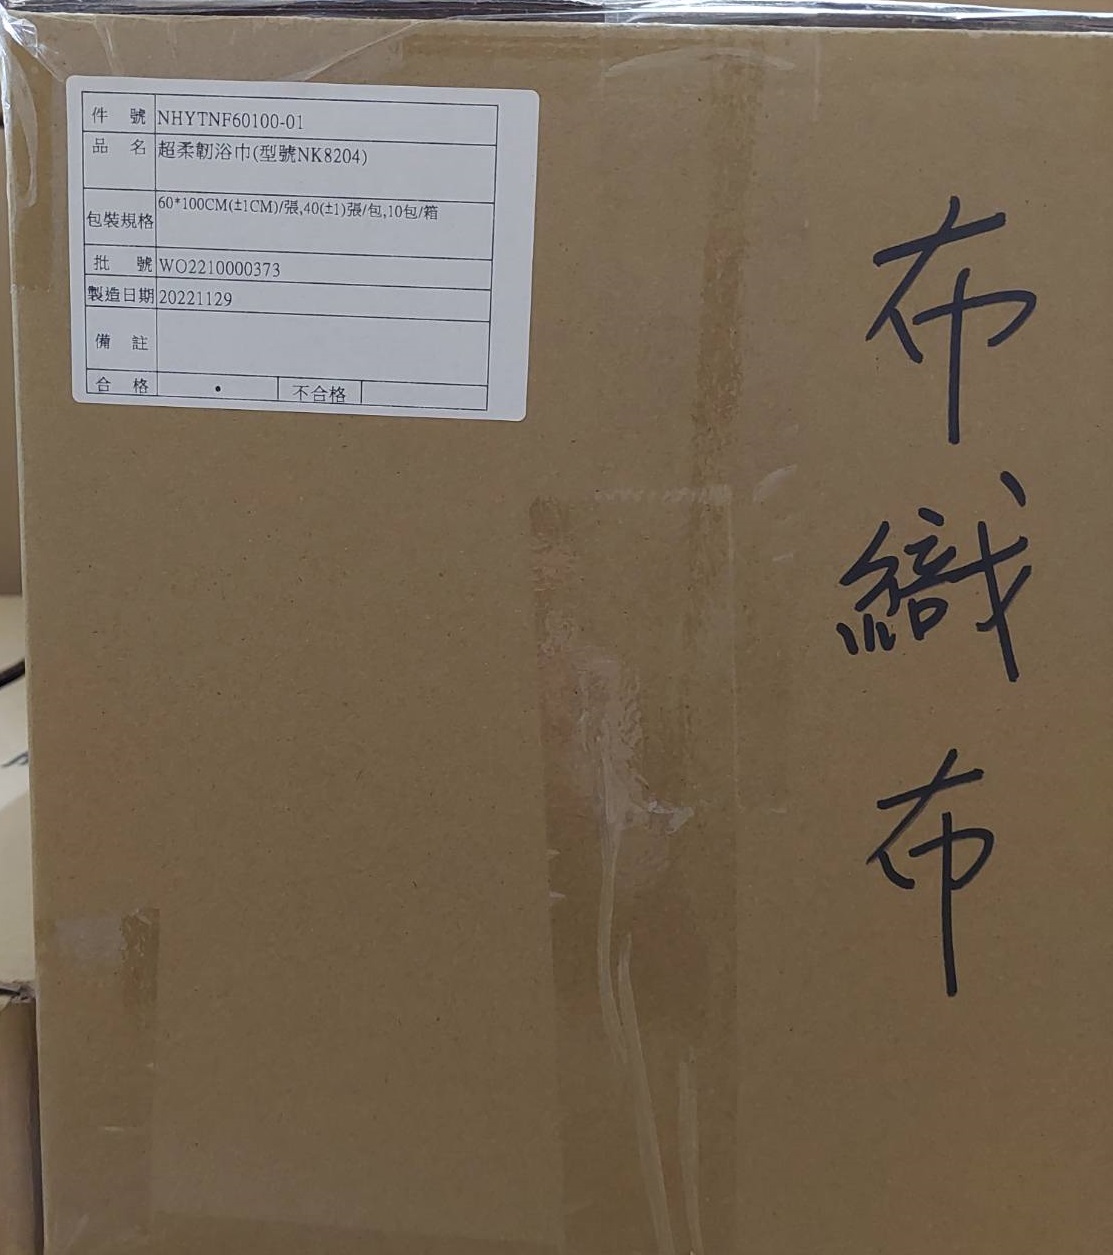 件 號 NHYTNF60100-01
品 名 超柔韌浴巾(型號NK8204)
包裝規格 60*100CM(±1CM)/張,40(±1)張/包,10包/箱
批 號 WO2210000373
製造日期 20221129
備 註
合 格 • 不合格
布
織
布